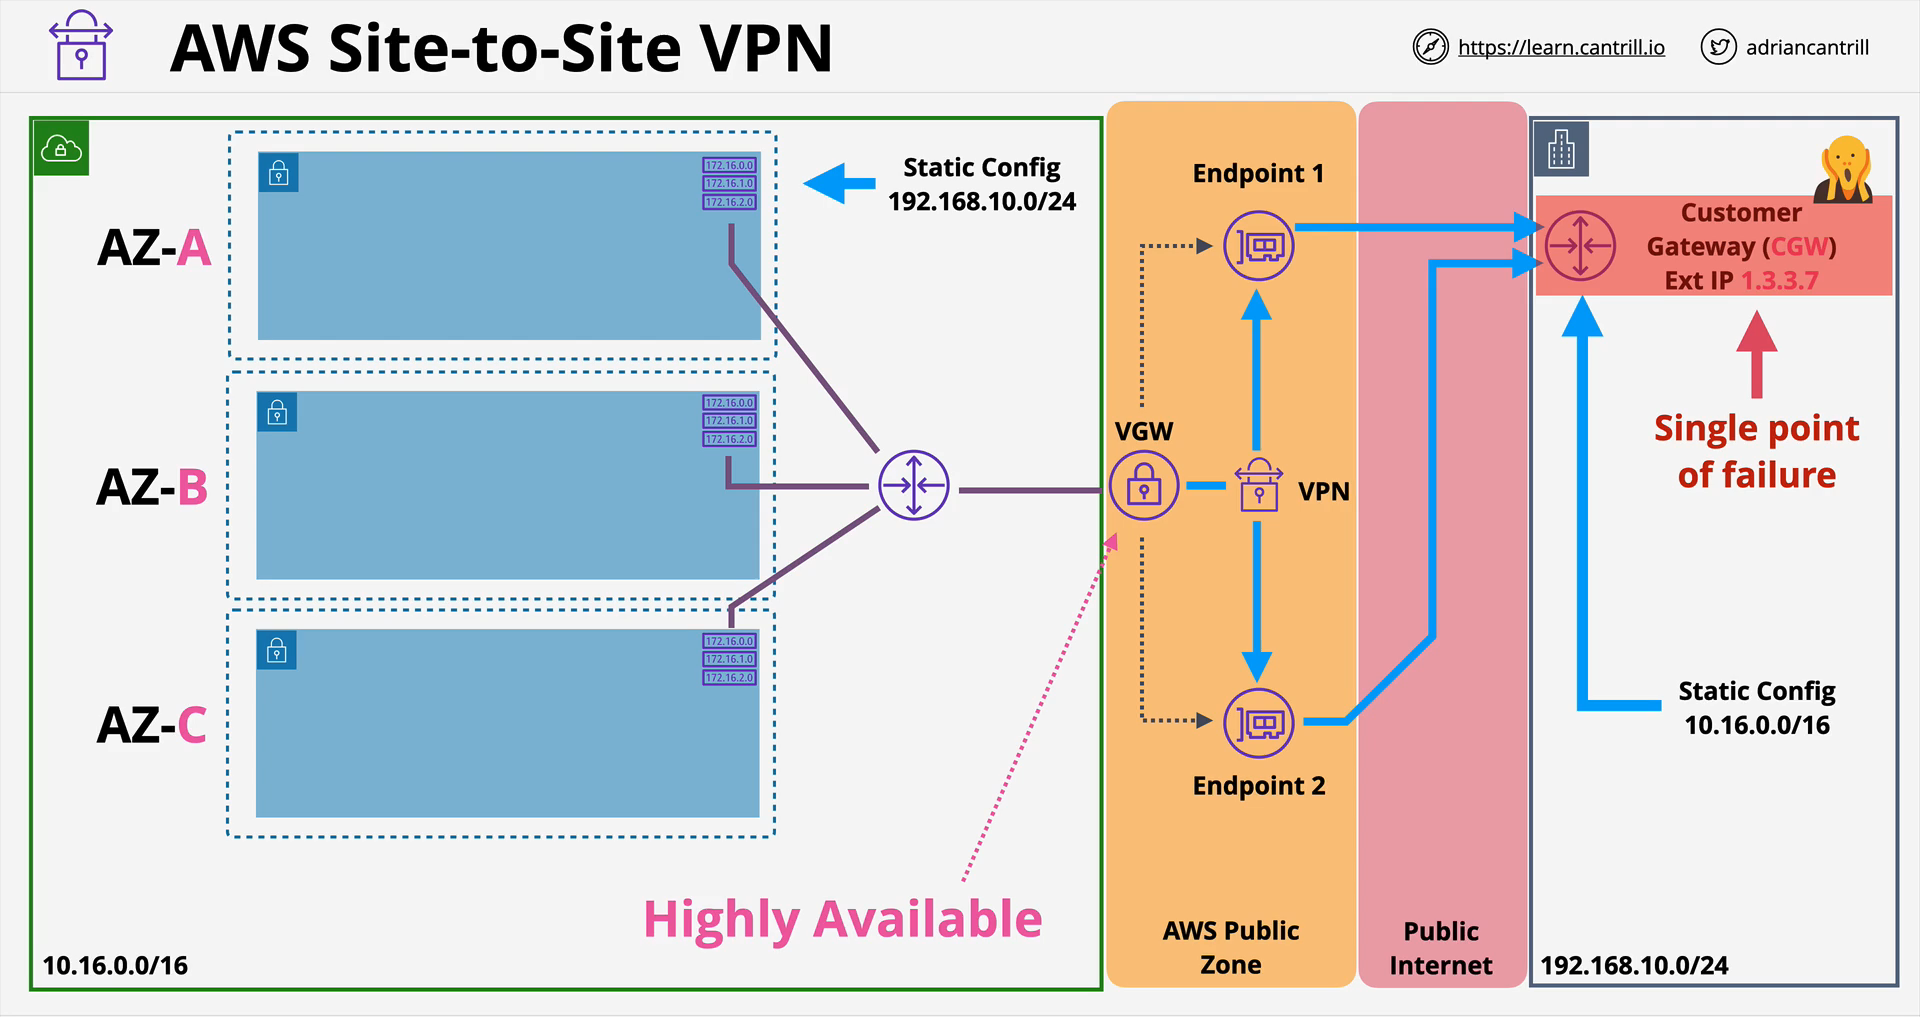 AWS Site-to-Site VPN
https://learn.cantrill.io
adriancantrill
AZ-A
172.16.0.0
172.16.1.0
172.16.2.0
Static Config
192.168.10.0/24
AZ-B
172.16.0.0
172.16.1.0
172.16.2.0
AZ-C
172.16.0.0
172.16.1.0
172.16.2.0
Highly Available
10.16.0.0/16
Endpoint 1
VGW
VPN
Endpoint 2
AWS Public
Zone
Public
Internet
Customer
Gateway (CGW)
Ext IP 1.3.3.7
Single point
of failure
Static Config
10.16.0.0/16
192.168.10.0/24